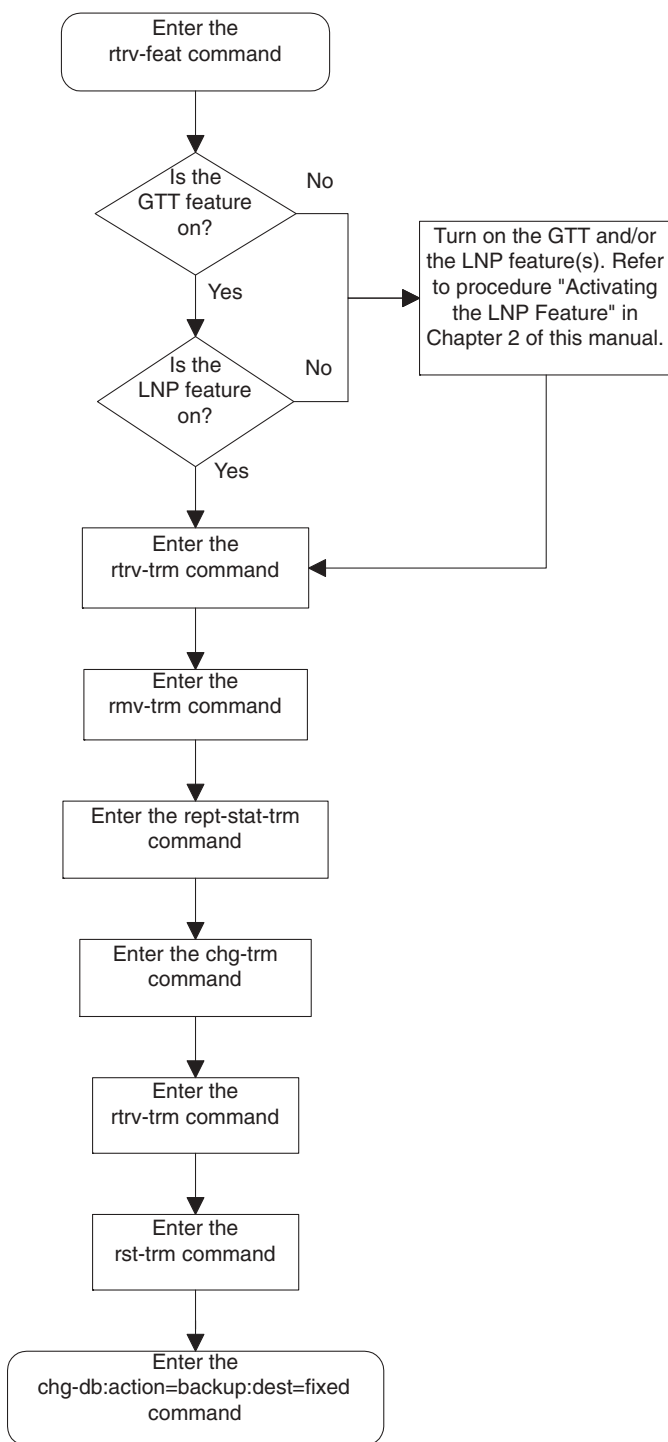 Enter the
rtrv-feat command
Is the
GTT feature
on?
No
Yes
Turn on the GTT and/or
the LNP feature(s). Refer
to procedure "Activating
the LNP Feature" in
Chapter 2 of this manual.
Is the
LNP feature
on?
No
Yes
Enter the
rtrv-trm command
Enter the
rmv-trm command
Enter the rept-stat-trm
command
Enter the chg-trm
command
Enter the
rtrv-trm command
Enter the
rst-trm command
Enter the
chg-db:action=backup:dest=fixed
command